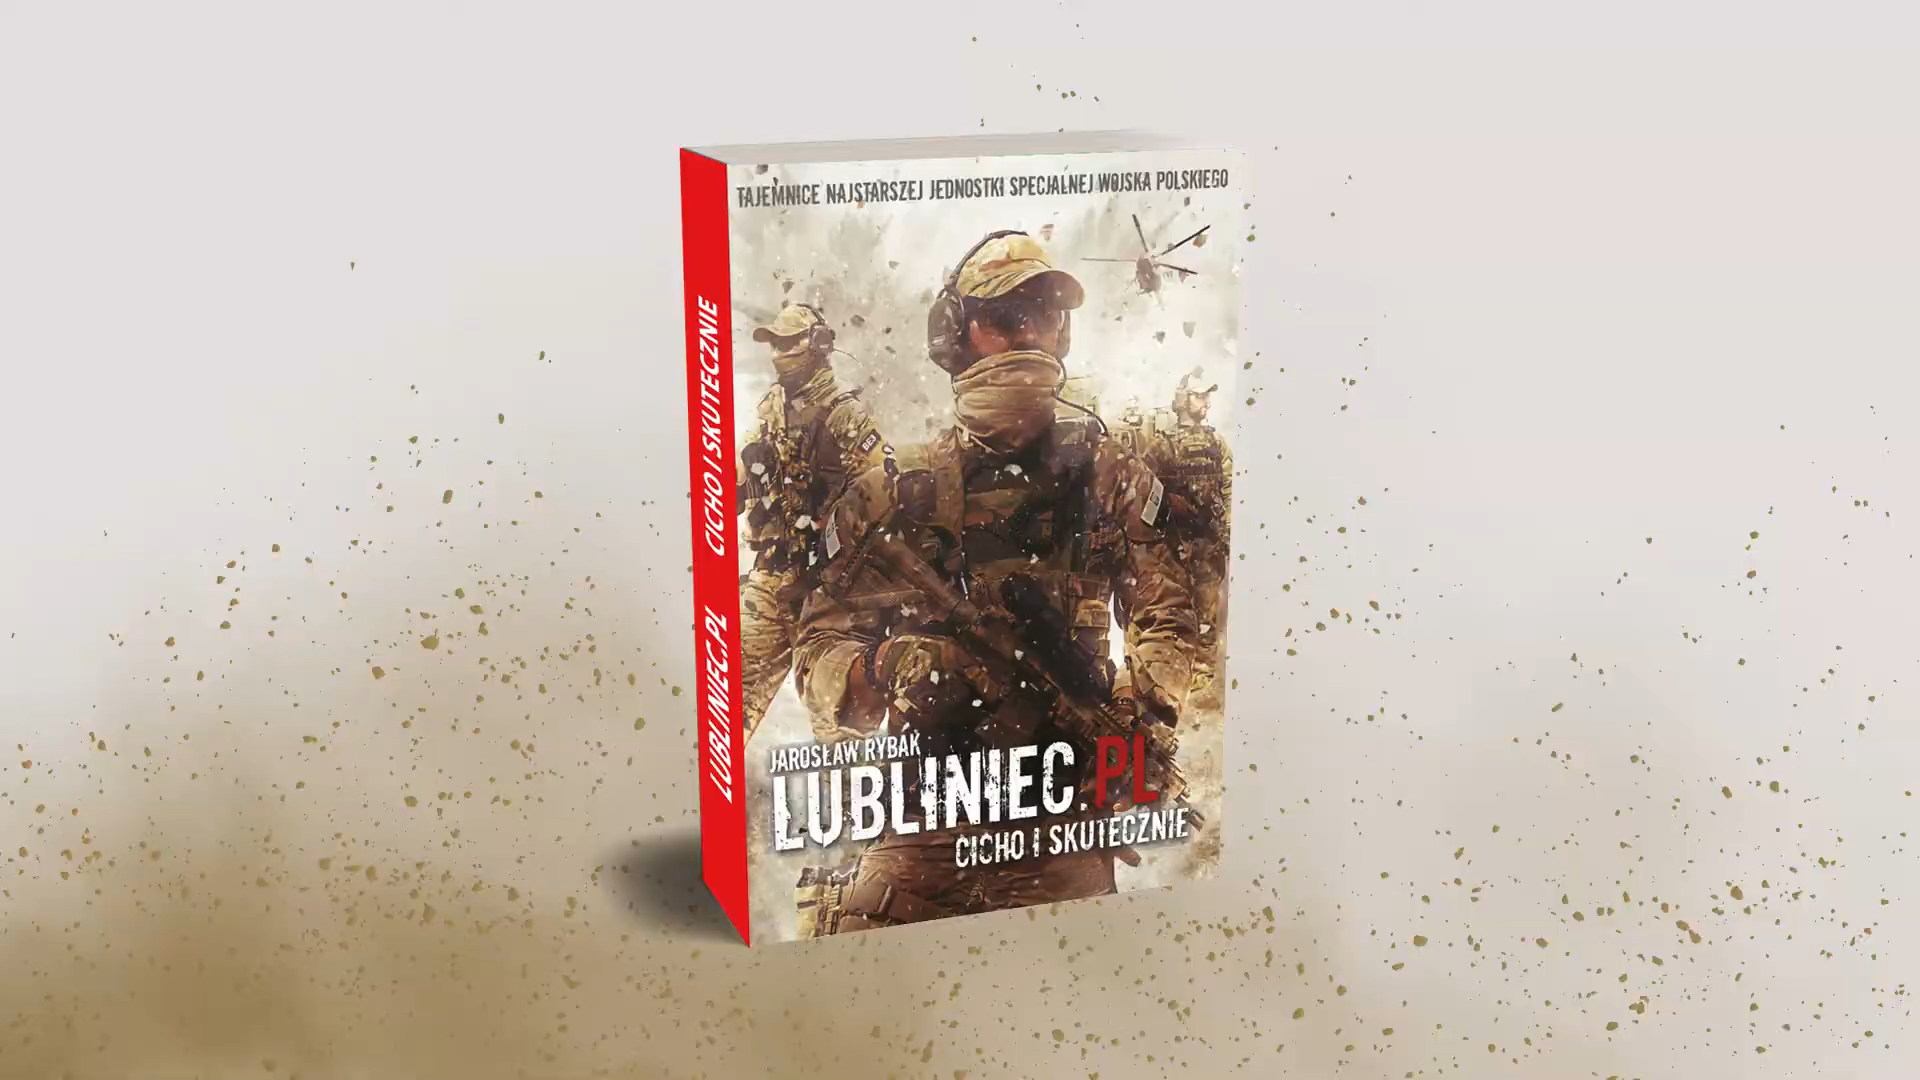 TAJEMNICE NAJSTARSZEJ JEDNOSTKI SPECJALNEJ WOJSKA POLSKIEGO
JAROSŁAW RYBAK
LUBLINIEC.PL
CICHO I SKUTECZNIE
LUBLINIEC.PL CICHO I SKUTECZNIE